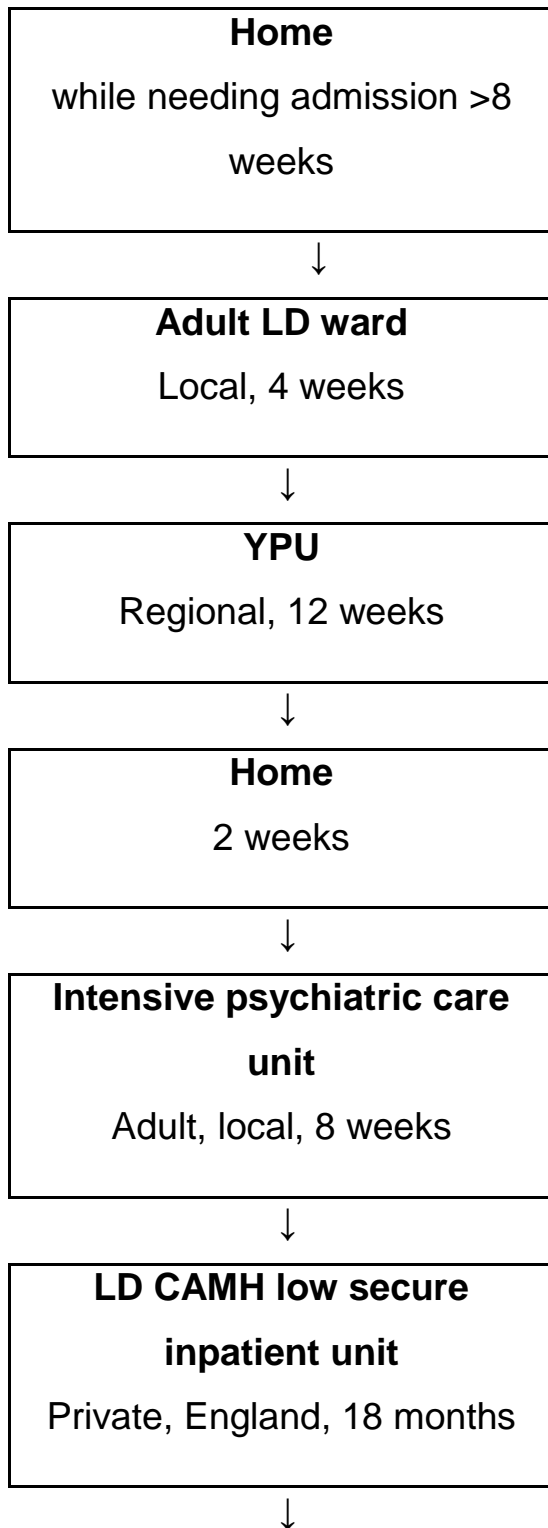 Home
while needing admission >8
weeks
↓
Adult LD ward
Local, 4 weeks
↓
YPU
Regional, 12 weeks
↓
Home
2 weeks
↓
Intensive psychiatric care
unit
Adult, local, 8 weeks
↓
LD CAMH low secure
inpatient unit
Private, England, 18 months
↓